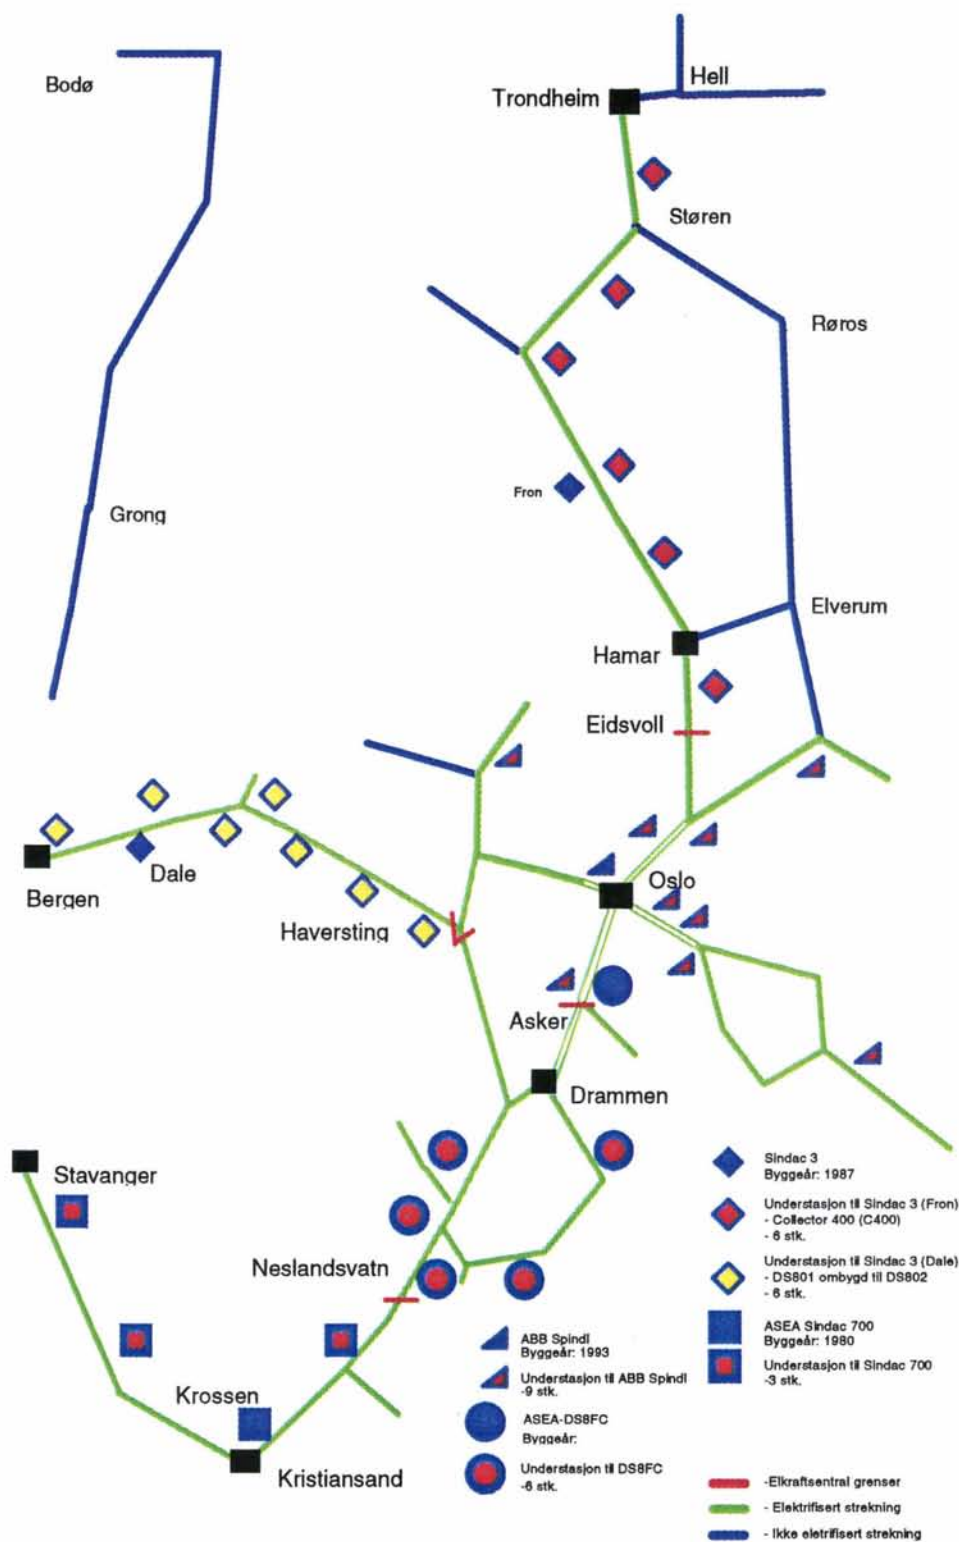 Bodø
Hell
Trondheim
Støren
Røros
Fron
Grong
Elverum
Hamar
Eidsvoll
Dale
Oslo
Bergen
Haversting
Asker
Drammen
Stavanger
Neslandsvatn
Krossen
Kristiansand
Sindac 3
Byggeår: 1987
Understasjon til Sindac 3 (Fron)
- Collector 400 (C400)
- 6 stk.
Understasjon til Sindac 3 (Dale)
- DS801 ombygd til DS802
- 6 stk.
ASEA Sindac 700
Byggeår: 1980
Understasjon til Sindac 700
-3 stk.
ABB Spindl
Byggeår: 1993
Understasjon til ABB Spindl
-9 stk.
ASEA-DS8FC
Byggeår:
Understasjon til DS8FC
-6 stk.
-Elkraftsentral grenser
- Elektrifisert strekning
- Ikke eletrifisert strekning